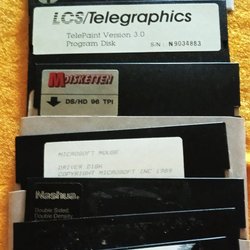 LCS/Telegraphics
TelePaint Version 3.0
Program Disk
S/N: N9034883
MDISKETTEN
DS/HD 96 TPI
MICROSOFT MOUSE
DRIVER DISK
COPYRIGHT MICROSOFT INC 1989
Nashua.
Double Sided
Double Density